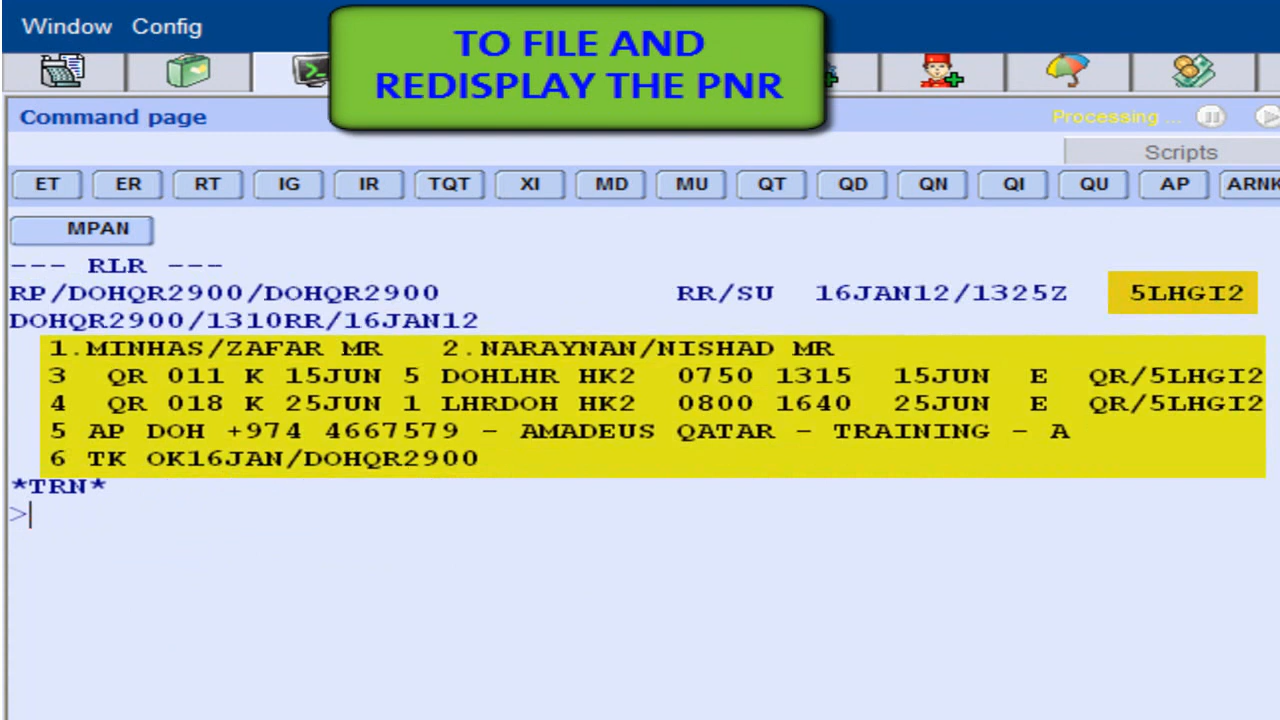 Window Config
TO FILE AND
REDISPLAY THE PNR
Command page
Processing ...
Scripts
ET ER RT IG IR TQT XI MD MU QT QD QN QI QU AP ARNK
MPAN
--- RLR ---
RP/DOHQR2900/DOHQR2900 RR/SU 16JAN12/1325Z 5LHGI2
DOHQR2900/1310RR/16JAN12
1.MINHAS/ZAFAR MR 2.NARAYNAN/NISHAD MR
3 QR 011 K 15JUN 5 DOHLHR HK2 0750 1315 15JUN E QR/5LHGI2
4 QR 018 K 25JUN 1 LHRDOH HK2 0800 1640 25JUN E QR/5LHGI2
5 AP DOH +974 4667579 - AMADEUS QATAR - TRAINING - A
6 TK OK16JAN/DOHQR2900
*TRN*
>